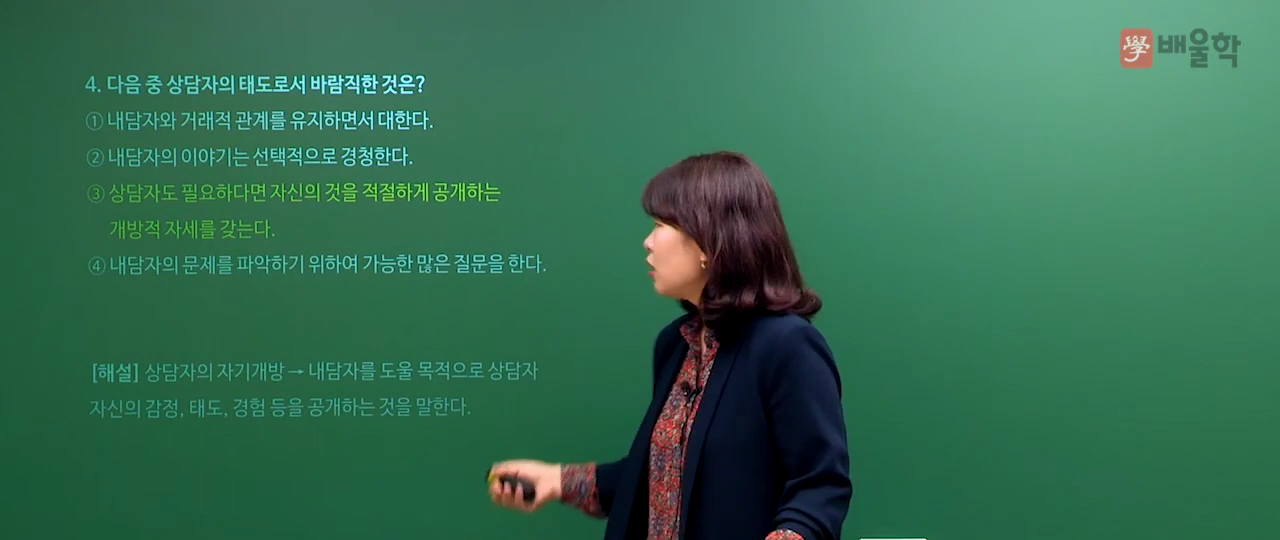 學 배울학
4. 다음 중 상담자의 태도로서 바람직한 것은?
① 내담자와 거래적 관계를 유지하면서 대한다.
② 내담자의 이야기는 선택적으로 경청한다.
③ 상담자도 필요하다면 자신의 것을 적절하게 공개하는
개방적 자세를 갖는다.
④ 내담자의 문제를 파악하기 위하여 가능한 많은 질문을 한다.
[해설] 상담자의 자기개방 → 내담자를 도울 목적으로 상담자
자신의 감정, 태도, 경험 등을 공개하는 것을 말한다.